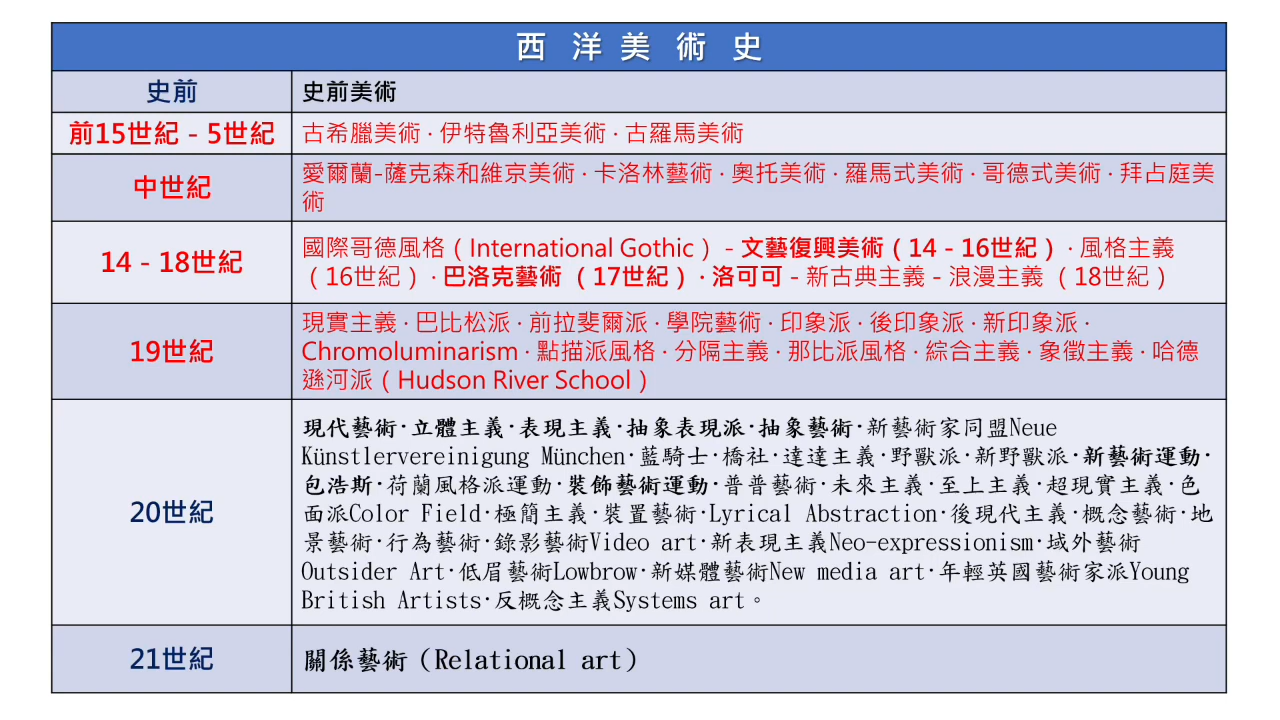 西 洋 美 術 史
史前
史前美術
前15世紀 - 5世紀
古希臘美術 · 伊特魯利亞美術 · 古羅馬美術
中世紀
愛爾蘭-薩克森和維京美術 · 卡洛林藝術 · 奧托美術 · 羅馬式美術 · 哥德式美術 · 拜占庭美
術
14 - 18世紀
國際哥德風格（International Gothic） - 文藝復興美術（14 - 16世紀） · 風格主義
（16世紀） · 巴洛克藝術 （17世紀） · 洛可可 - 新古典主義 - 浪漫主義 （18世紀）
19世紀
現實主義 · 巴比松派 · 前拉斐爾派 · 學院藝術 · 印象派 · 後印象派 · 新印象派 ·
Chromoluminarism · 點描派風格 · 分隔主義 · 那比派風格 · 綜合主義 · 象徵主義 · 哈德
遜河派（Hudson River School）
20世紀
現代藝術·立體主義·表現主義·抽象表現派·抽象藝術·新藝術家同盟Neue
Künstlervereinigung München·藍騎士·橋社·達達主義·野獸派·新野獸派·新藝術運動·
包浩斯·荷蘭風格派運動·裝飾藝術運動·普普藝術·未來主義·至上主義·超現實主義·色
面派Color Field·極簡主義·裝置藝術·Lyrical Abstraction·後現代主義·概念藝術·地
景藝術·行為藝術·錄影藝術Video art·新表現主義Neo-expressionism·域外藝術
Outsider Art·低眉藝術Lowbrow·新媒體藝術New media art·年輕英國藝術家派Young
British Artists·反概念主義Systems art。
21世紀
關係藝術（Relational art）